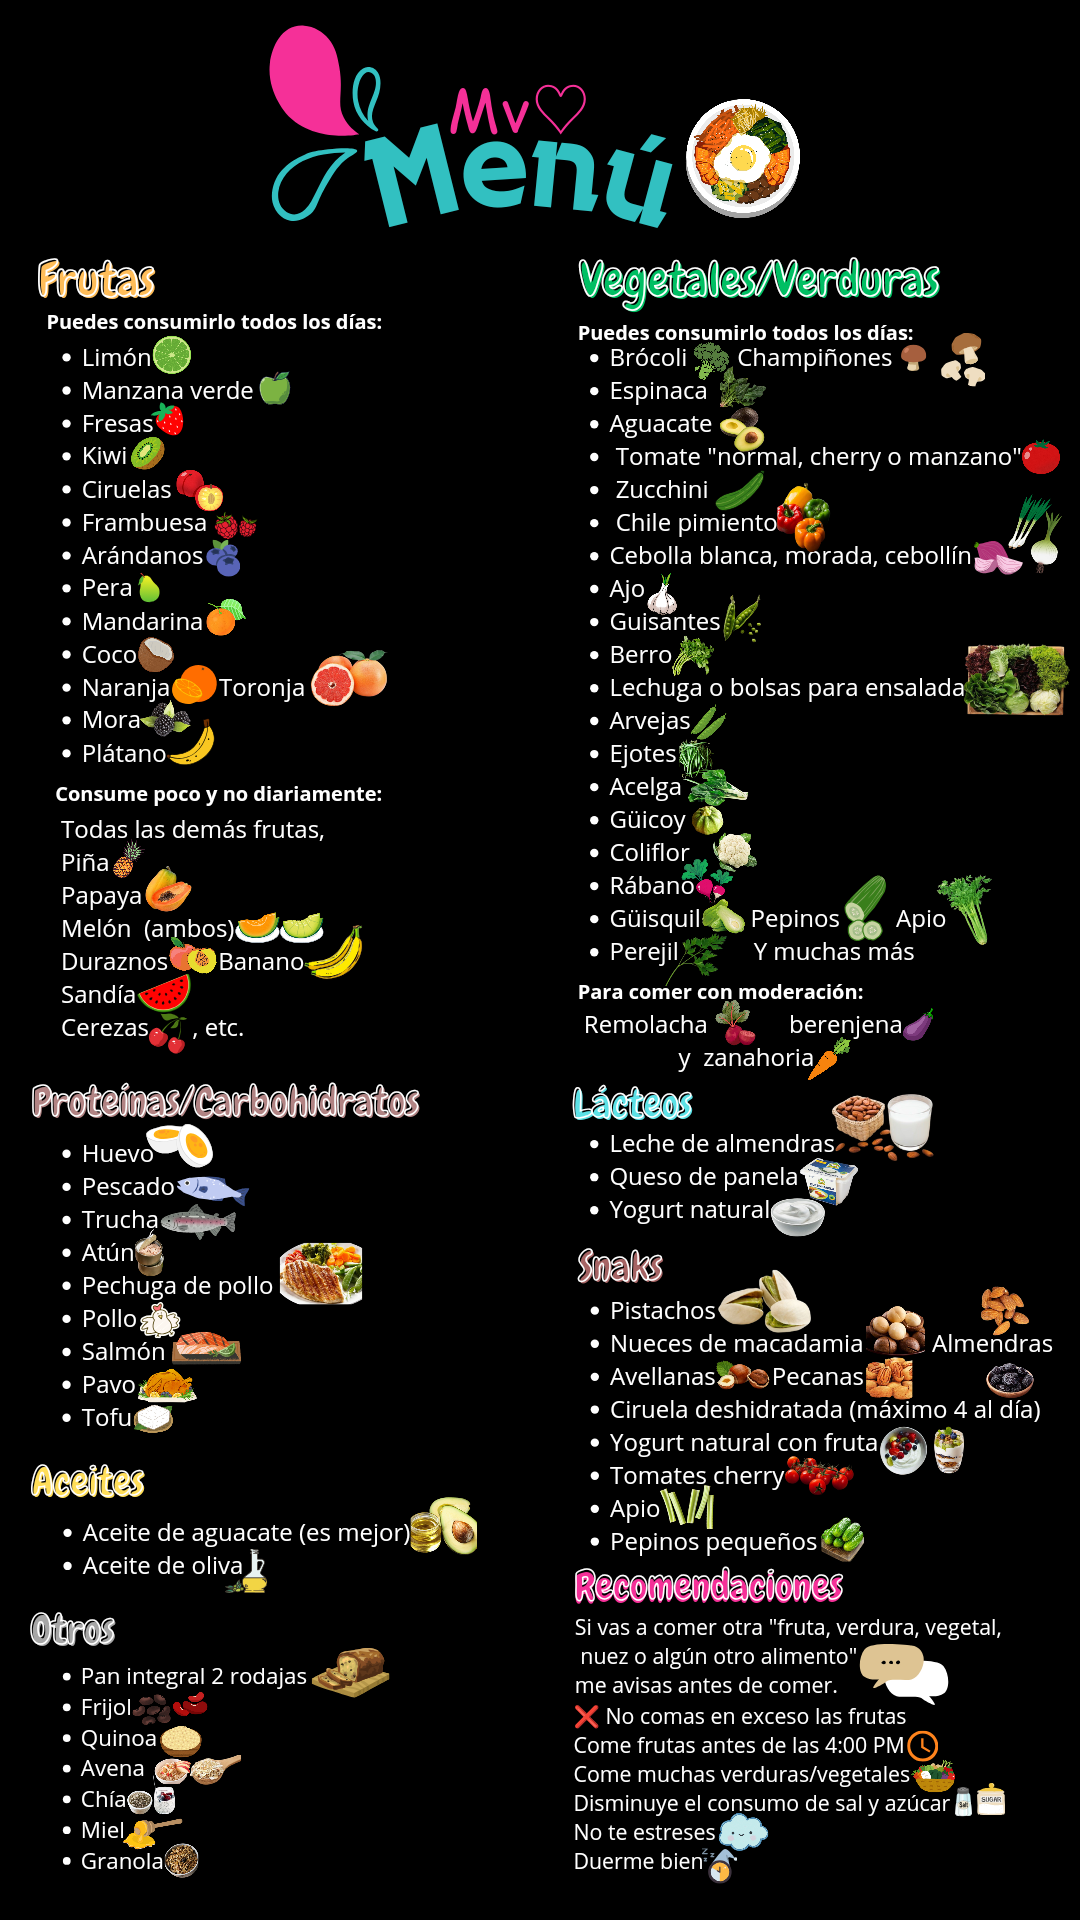 My
Menú
Frutas
Puedes consumirlo todos los días:
Limón
Manzana verde
Fresas
Kiwi
Ciruelas
Frambuesa
Arándanos
Pera
Mandarina
Coco
Naranja Toronja
Mora
Plátano
Consume poco y no diariamente:
Todas las demás frutas,
Piña
Papaya
Melón (ambos)
Duraznos Banano
Sandía
Cerezas , etc.
Proteínas/Carbohidratos
Huevo
Pescado
Trucha
Atún
Pechuga de pollo
Pollo
Salmón
Pavo
Tofu
Aceites
Aceite de aguacate (es mejor)
Aceite de oliva
Otros
Pan integral 2 rodajas
Frijol
Quinoa
Avena
Chía
Miel
Granola
Vegetales/Verduras
Puedes consumirlo todos los días:
Brócoli Champiñones
Espinaca
Aguacate
Tomate "normal, cherry o manzano"
Zucchini
Chile pimiento
Cebolla blanca, morada, cebollín
Ajo
Guisantes
Berro
Lechuga o bolsas para ensalada
Arvejas
Ejotes
Acelga
Güicoy
Coliflor
Rábano
Güisquil Pepinos Apio
Perejil Y muchas más
Para comer con moderación:
Remolacha berenjena
y zanahoria
Lácteos
Leche de almendras
Queso de panela
Yogurt natural
Snaks
Pistachos
Nueces de macadamia Almendras
Avellanas Pecanas
Ciruela deshidratada (máximo 4 al día)
Yogurt natural con fruta
Tomates cherry
Apio
Pepinos pequeños
Recomendaciones
Si vas a comer otra "fruta, verdura, vegetal,
nuez o algún otro alimento"
me avisas antes de comer.
❌ No comas en exceso las frutas
Come frutas antes de las 4:00 PM
Come muchas verduras/vegetales
Disminuye el consumo de sal y azúcar
Salt
SUGAR
No te estreses
Duerme bien
z z z